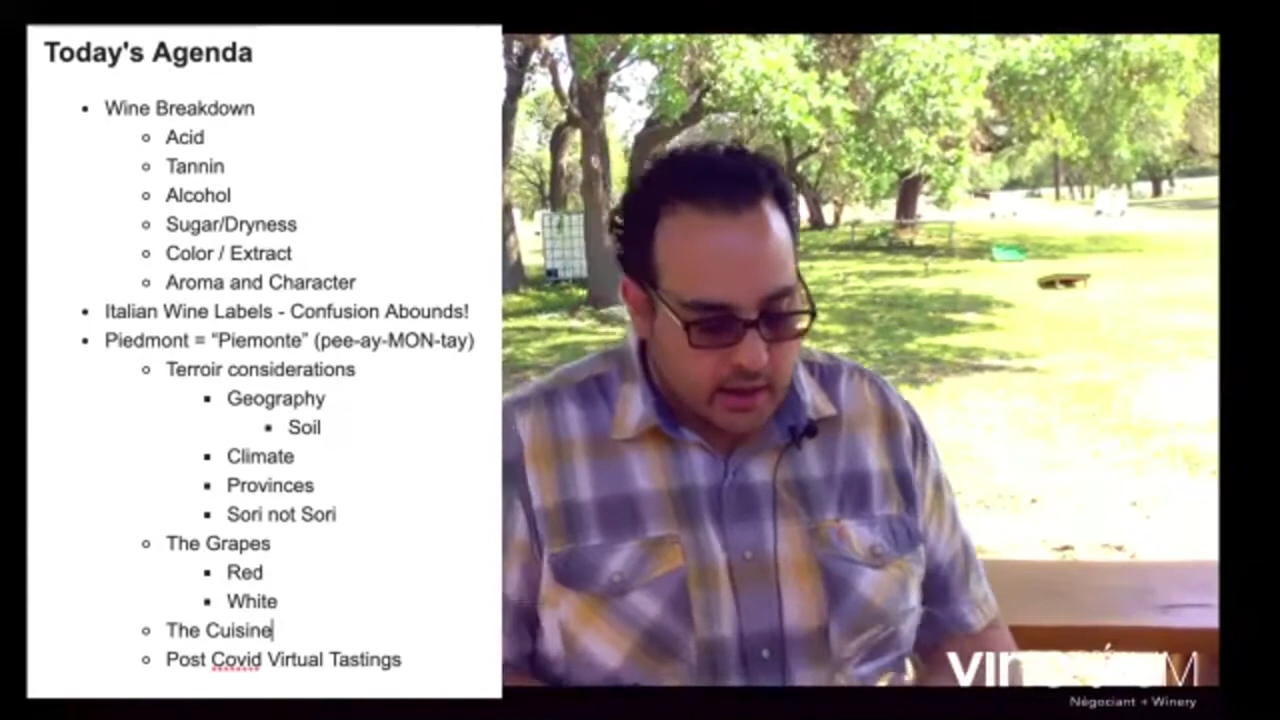 Today's Agenda
Wine Breakdown
Acid
Tannin
Alcohol
Sugar/Dryness
Color / Extract
Aroma and Character
Italian Wine Labels - Confusion Abounds!
Piedmont = “Piemonte” (pee-ay-MON-tay)
Terroir considerations
Geography
Soil
Climate
Provinces
Sori not Sori
The Grapes
Red
White
The Cuisine
Post Covid Virtual Tastings
Négociant + Winery